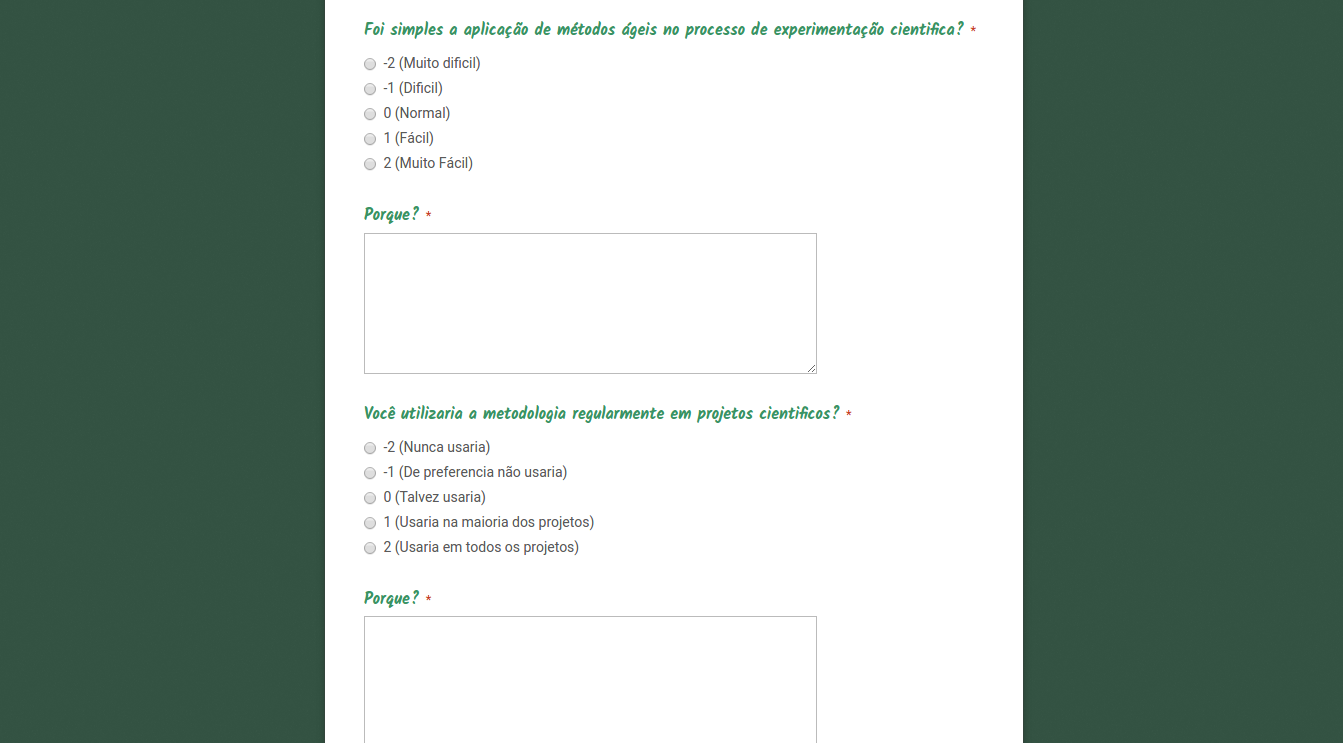 Foi simples a aplicação de métodos ágeis no processo de experimentação cientifica? *
-2 (Muito dificil)
-1 (Dificil)
0 (Normal)
1 (Fácil)
2 (Muito Fácil)
Porque? *
Você utilizaria a metodologia regularmente em projetos cientificos? *
-2 (Nunca usaria)
-1 (De preferencia não usaria)
0 (Talvez usaria)
1 (Usaria na maioria dos projetos)
2 (Usaria em todos os projetos)
Porque? *